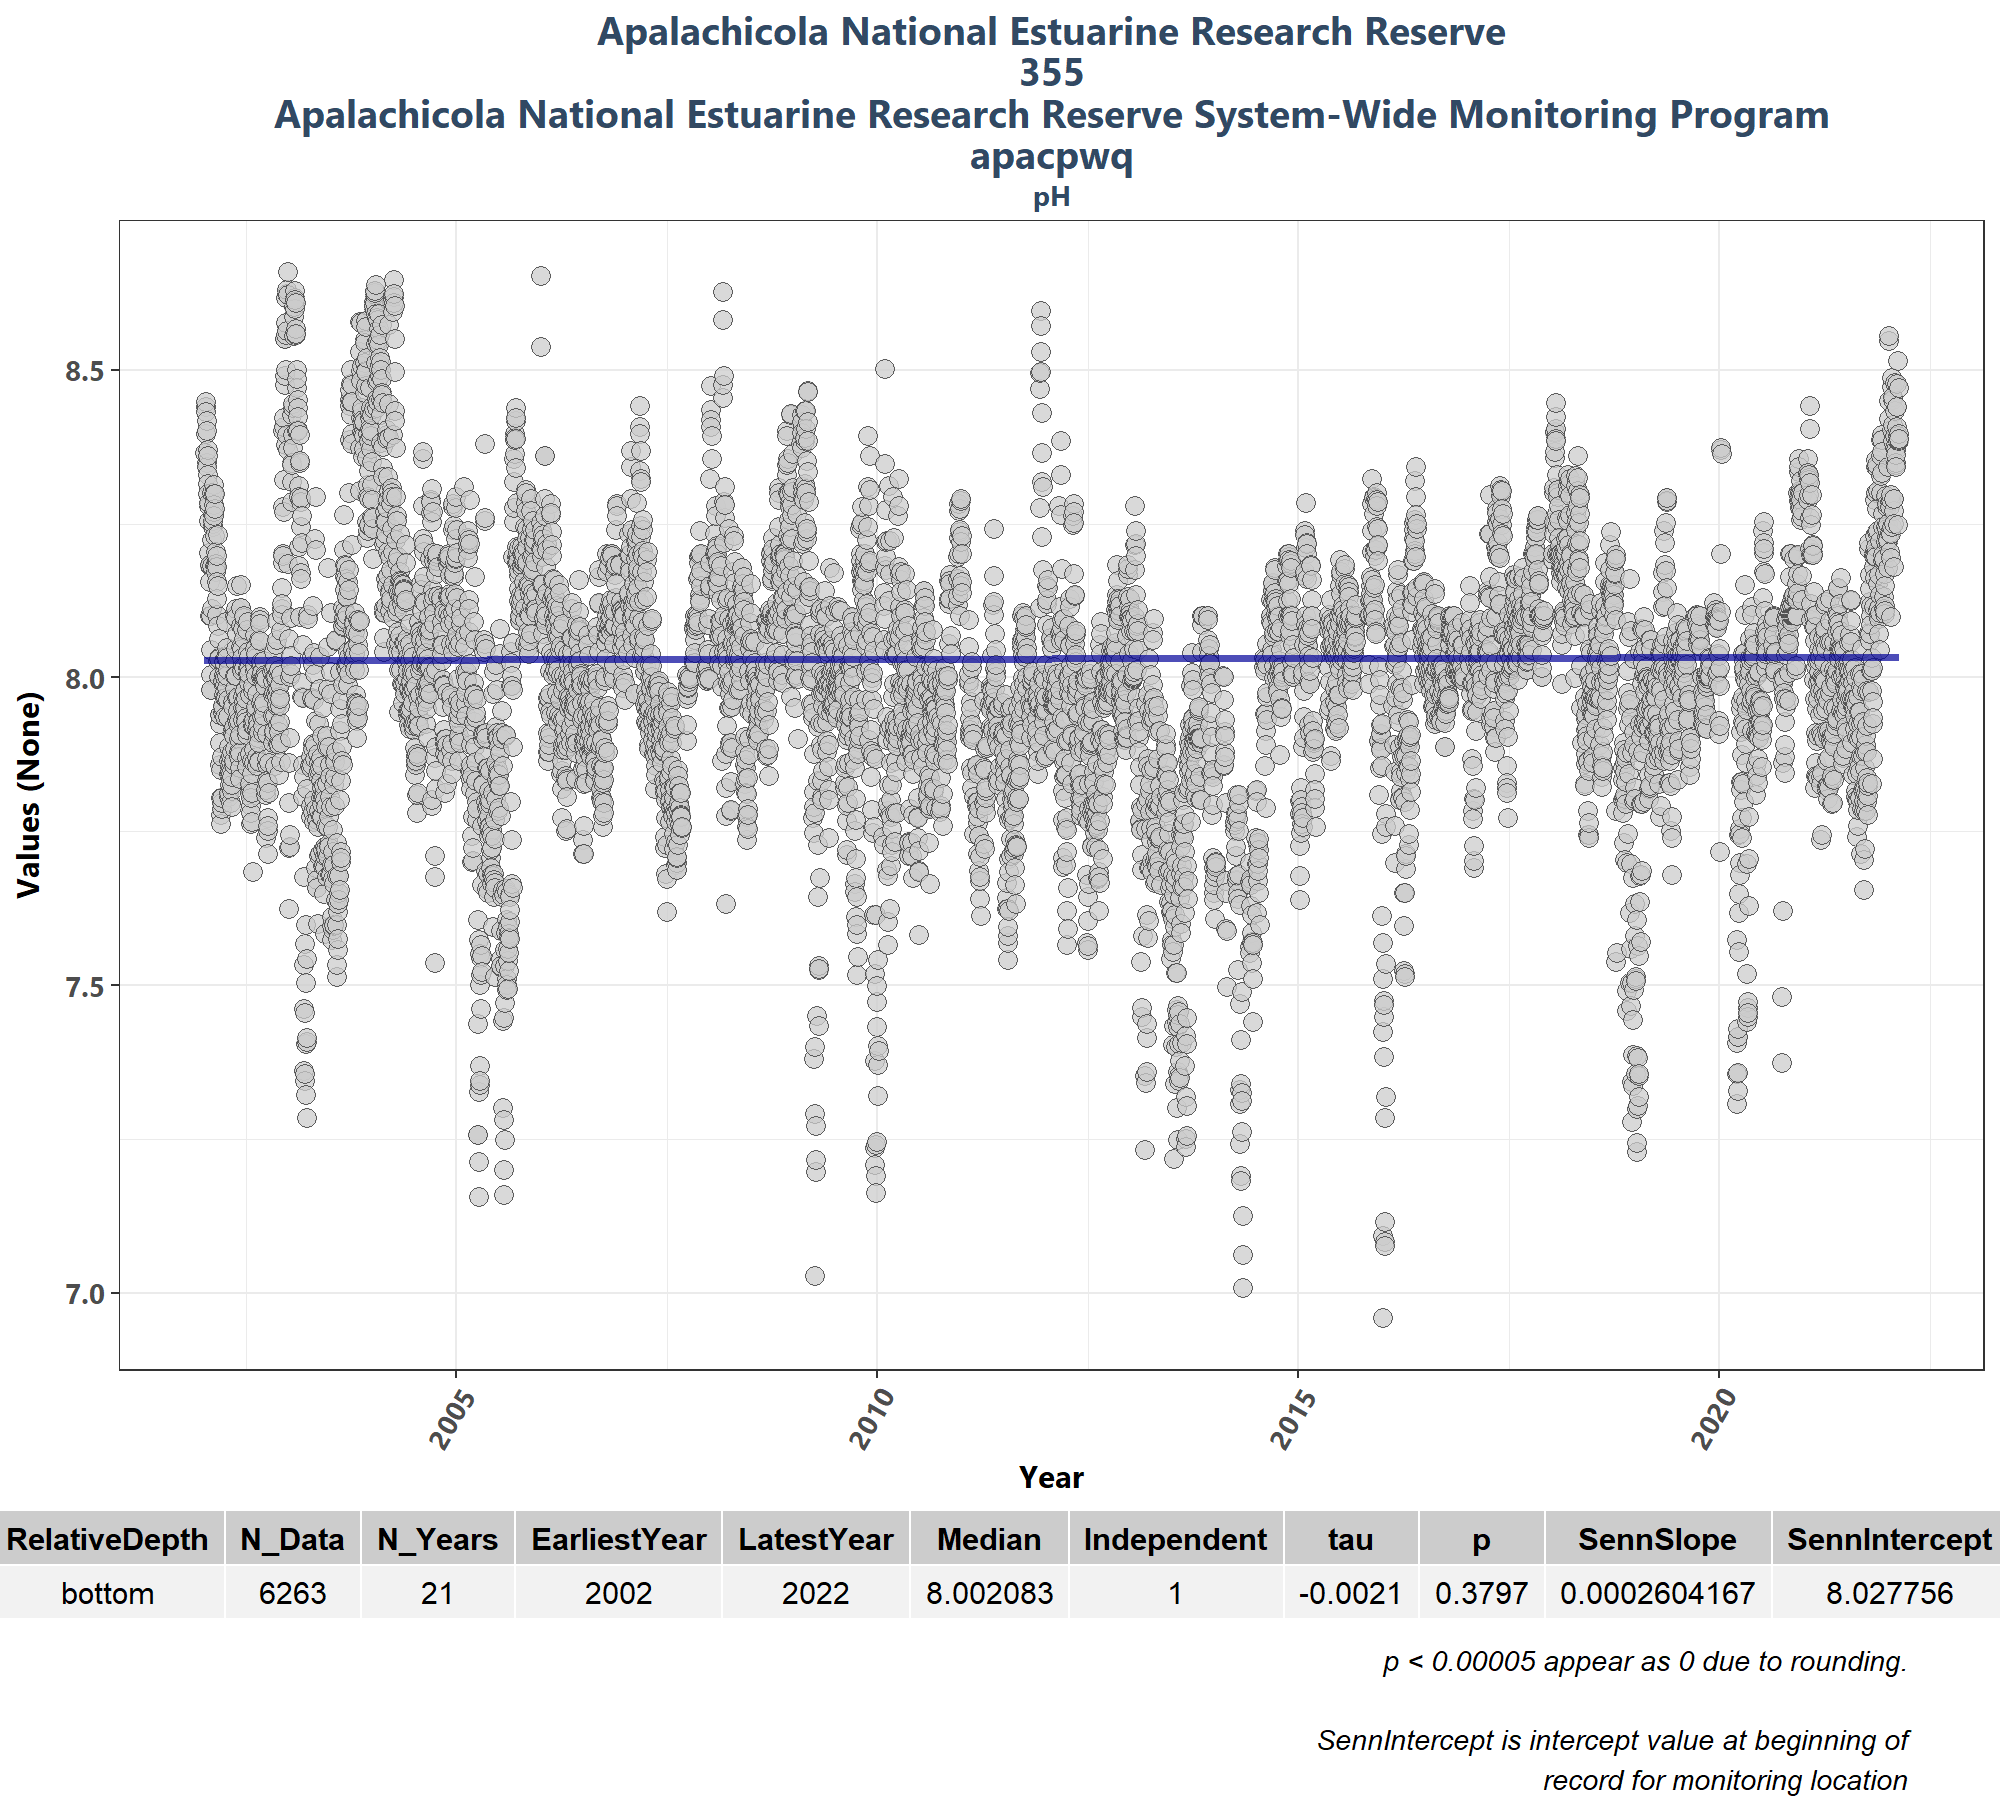 Apalachicola National Estuarine Research Reserve
355
Apalachicola National Estuarine Research Reserve System-Wide Monitoring Program
apacpwq
pH
Values (None)
8.5
8.0
7.5
7.0
2005 2010 2015 2020
Year
RelativeDepth N_Data N_Years EarliestYear LatestYear Median Independent tau p SennSlope SennIntercept
bottom 6263 21 2002 2022 8.002083 1 -0.0021 0.3797 0.0002604167 8.027756
p < 0.00005 appear as 0 due to rounding.
SennIntercept is intercept value at beginning of
record for monitoring location